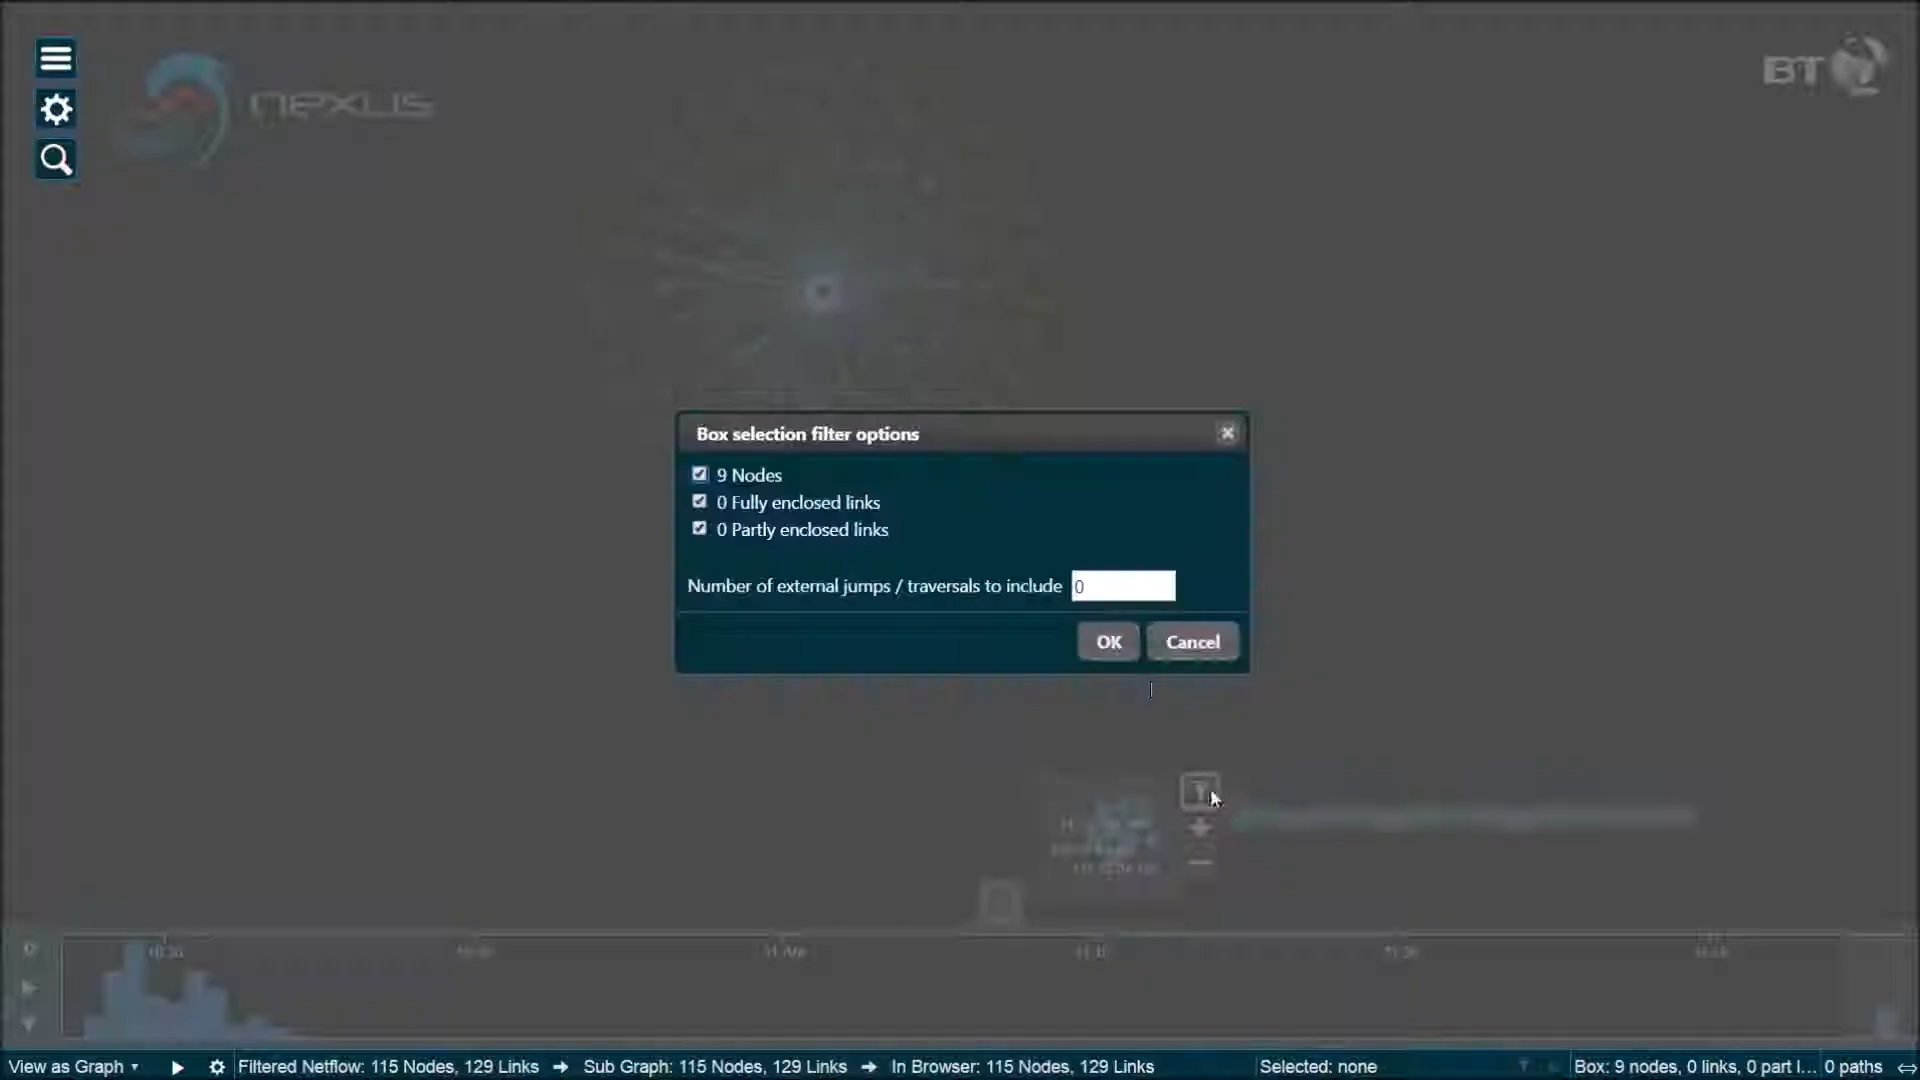 nexus
BT
Box selection filter options
9 Nodes
0 Fully enclosed links
0 Partly enclosed links
Number of external jumps / traversals to include 0
OK Cancel
View as Graph
Filtered Netflow: 115 Nodes, 129 Links
Sub Graph: 115 Nodes, 129 Links
In Browser: 115 Nodes, 129 Links
Selected: none
Box: 9 nodes, 0 links, 0 part l...
0 paths